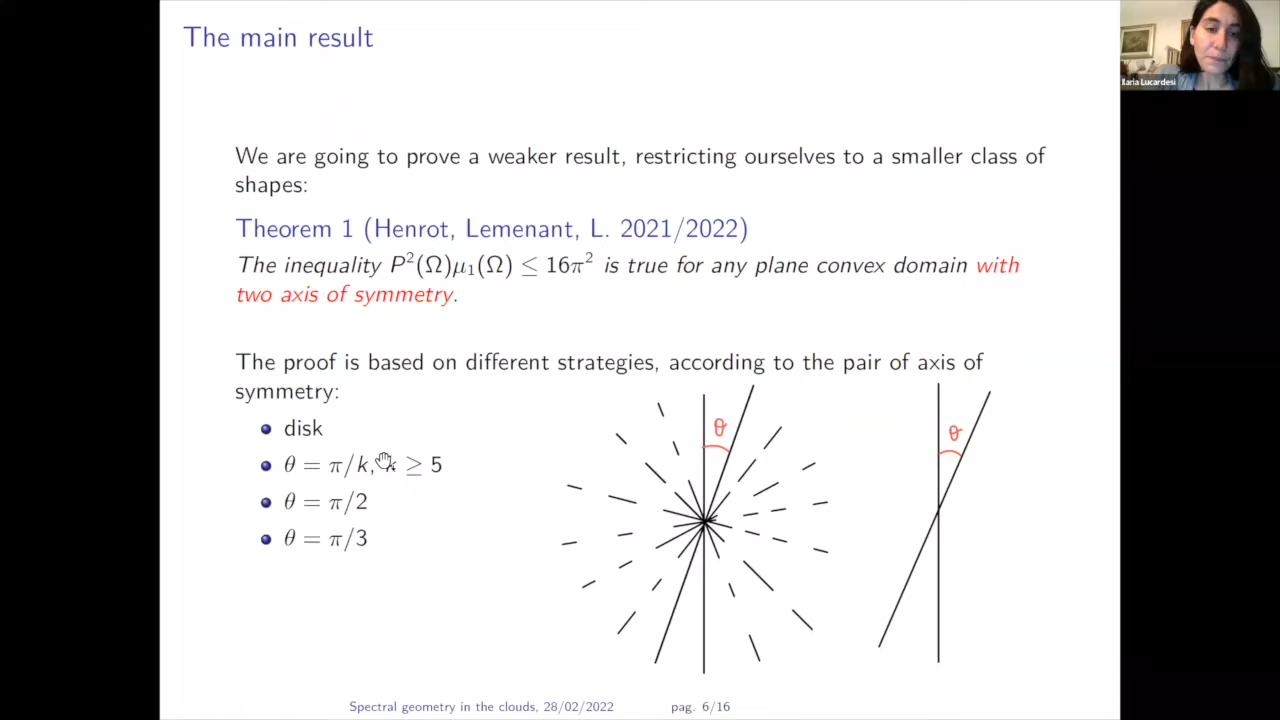 The main result
Ilaria Lucardesi
We are going to prove a weaker result, restricting ourselves to a smaller class of
shapes:
Theorem 1 (Henrot, Lemenant, L. 2021/2022)
The inequality P²(Ω)μ₁(Ω) ≤ 16π² is true for any plane convex domain with
two axis of symmetry.
The proof is based on different strategies, according to the pair of axis of
symmetry:
• disk
• θ = π/k, k ≥ 5
• θ = π/2
• θ = π/3
θ
θ
Spectral geometry in the clouds, 28/02/2022 pag. 6/16